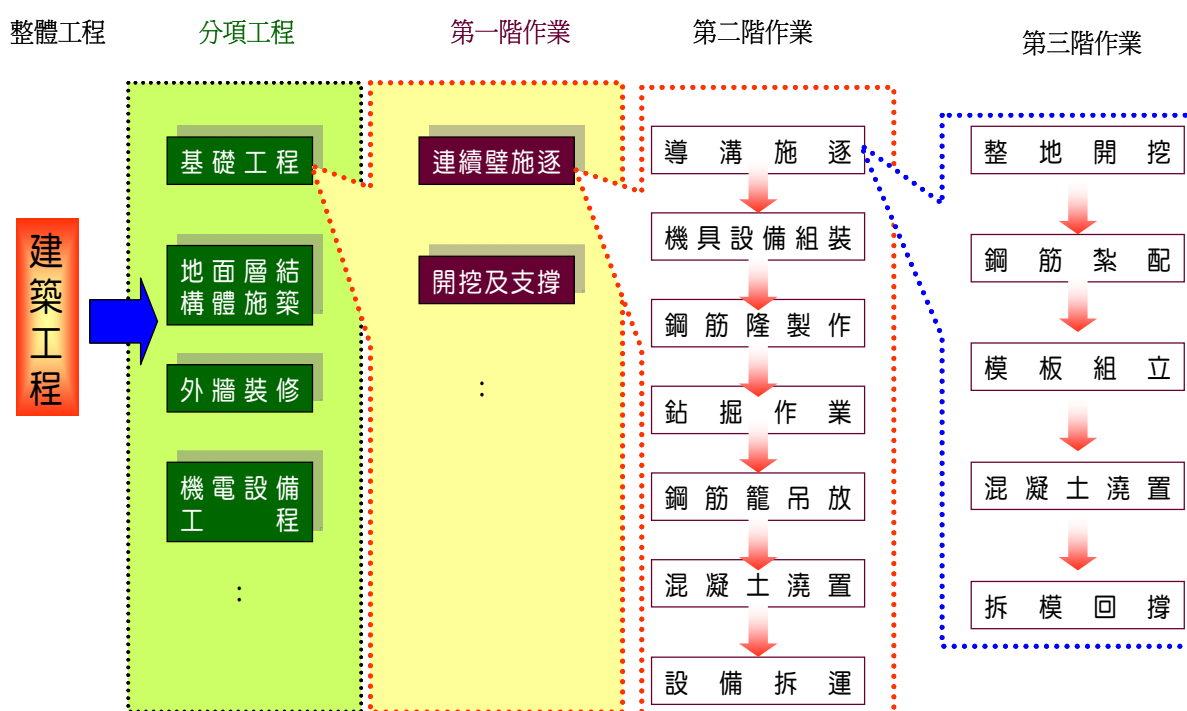 整體工程
分項工程
第一階作業
第二階作業
第三階作業
建築工程
基礎工程
地面層結
構體施築
外牆裝修
機電設備
工程
:
連續璧施逐
開挖及支撐
:
導溝施逐
機具設備組裝
鋼筋隆製作
鉆掘作業
鋼筋籠吊放
混凝土澆置
設備拆運
整地開挖
鋼筋紮配
模板組立
混凝土澆置
拆模回撐